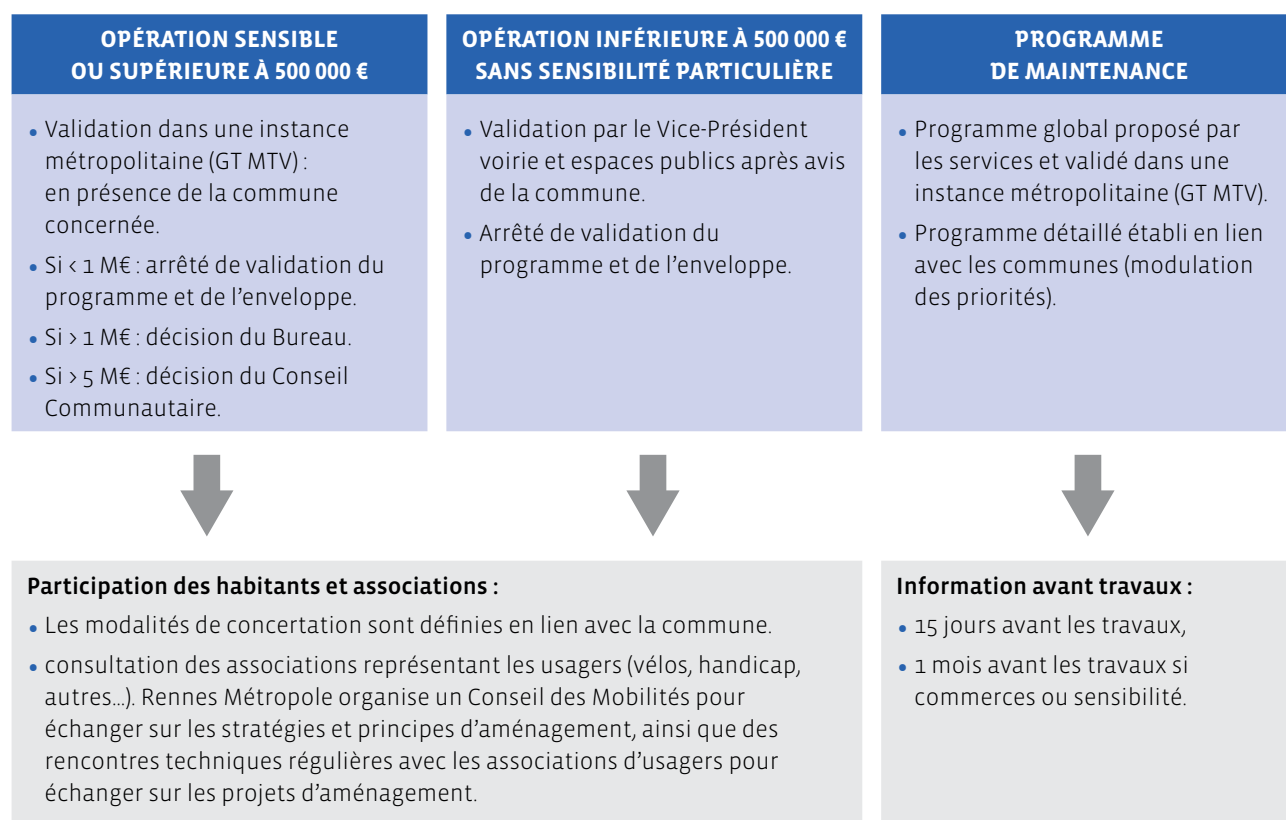 OPÉRATION SENSIBLE
OU SUPÉRIEURE À 500 000 €
• Validation dans une instance
métropolitaine (GT MTV) :
en présence de la commune
concernée.
• Si < 1 M€ : arrêté de validation du
programme et de l’enveloppe.
• Si > 1 M€ : décision du Bureau.
• Si > 5 M€ : décision du Conseil
Communautaire.
OPÉRATION INFÉRIEURE À 500 000 €
SANS SENSIBILITÉ PARTICULIÈRE
• Validation par le Vice-Président
voirie et espaces publics après avis
de la commune.
• Arrêté de validation du
programme et de l’enveloppe.
PROGRAMME
DE MAINTENANCE
• Programme global proposé par
les services et validé dans une
instance métropolitaine (GT MTV).
• Programme détaillé établi en lien
avec les communes (modulation
des priorités).
Participation des habitants et associations :
• Les modalités de concertation sont définies en lien avec la commune.
• consultation des associations représentant les usagers (vélos, handicap,
autres…). Rennes Métropole organise un Conseil des Mobilités pour
échanger sur les stratégies et principes d’aménagement, ainsi que des
rencontres techniques régulières avec les associations d’usagers pour
échanger sur les projets d’aménagement.
Information avant travaux :
• 15 jours avant les travaux,
• 1 mois avant les travaux si
commerces ou sensibilité.